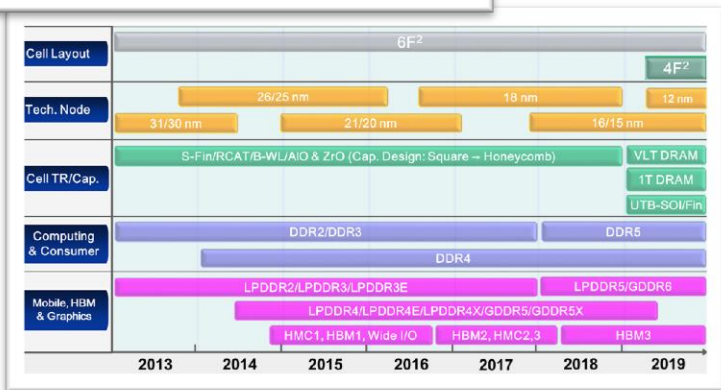 6F²
Cell Layout
4F²
26/25 nm
18 nm
12 nm
Tech. Node
31/30 nm
21/20 nm
16/15 nm
S-Fin/RCAT/B-WL/AIO & ZrO (Cap. Design: Square – Honeycomb)
VLT DRAM
Cell TR/Cap.
1T DRAM
UTB-SOI/Fin
Computing
& Consumer
DDR2/DDR3
DDR5
DDR4
LPDDR2/LPDDR3/LPDDR3E
LPDDR5/GDDR6
Mobile, HBM
& Graphics
LPDDR4/LPDDR4E/LPDDR4X/GDDR5/GDDR5X
HMC1, HBM1, Wide I/O
HBM2, HMC2,3
HBM3
2013
2014
2015
2016
2017
2018
2019